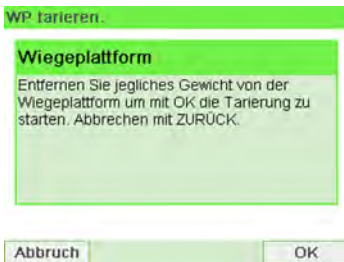 WP tarieren.
Wiegeplattform
Entfernen Sie jegliches Gewicht von der
Wiegeplattform um mit OK die Tarierung zu
starten. Abbrechen mit ZURÜCK.
Abbruch
OK